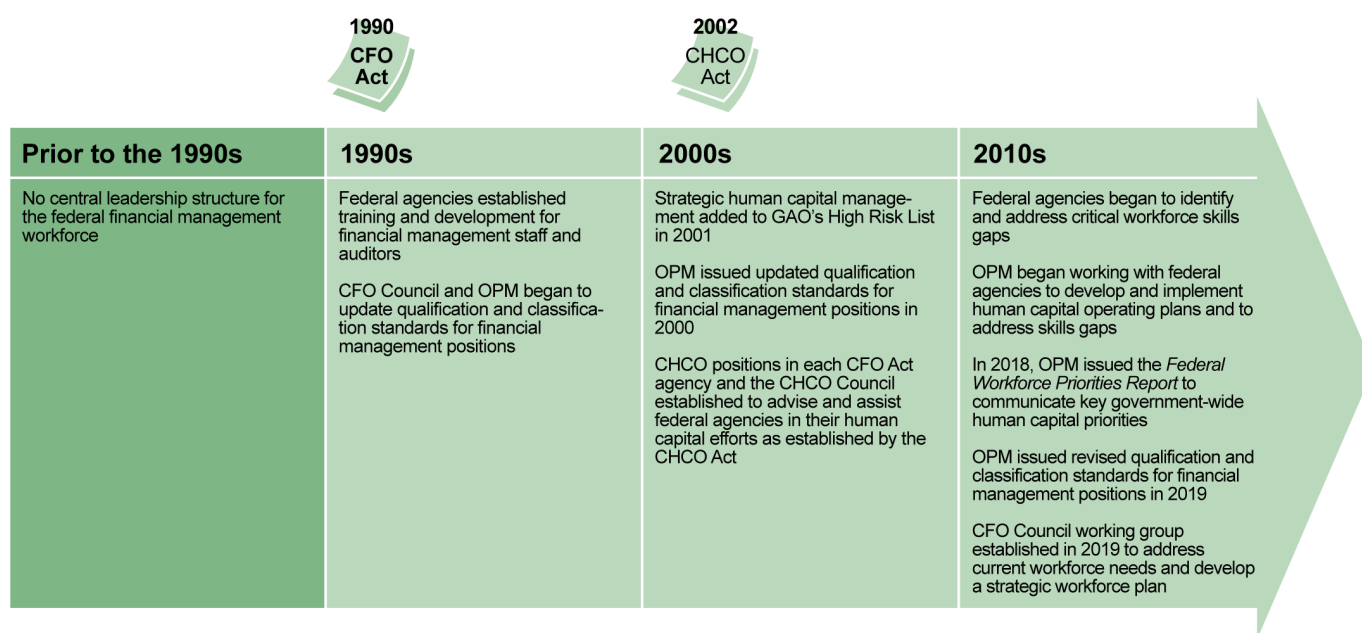 1990
CFO
Act
2002
CHCO
Act
Prior to the 1990s
No central leadership structure for
the federal financial management
workforce
1990s
Federal agencies established
training and development for
financial management staff and
auditors
CFO Council and OPM began to
update qualification and classifica-
tion standards for financial
management positions
2000s
Strategic human capital manage-
ment added to GAO's High Risk List
in 2001
OPM issued updated qualification
and classification standards for
financial management positions in
2000
CHCO positions in each CFO Act
agency and the CHCO Council
established to advise and assist
federal agencies in their human
capital efforts as established by the
CHCO Act
2010s
Federal agencies began to identify
and address critical workforce skills
gaps
OPM began working with federal
agencies to develop and implement
human capital operating plans and to
address skills gaps
In 2018, OPM issued the Federal
Workforce Priorities Report to
communicate key government-wide
human capital priorities
OPM issued revised qualification and
classification standards for financial
management positions in 2019
CFO Council working group
established in 2019 to address
current workforce needs and develop
a strategic workforce plan